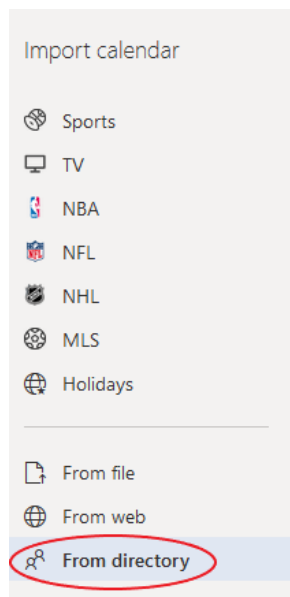 Import calendar
Sports
TV
NBA
NFL
NHL
MLS
Holidays
From file
From web
From directory